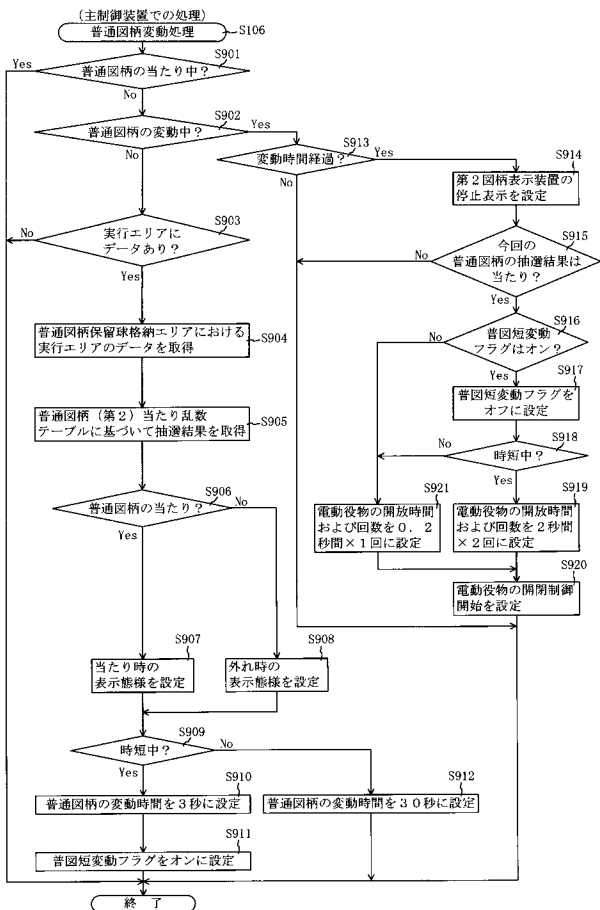 (主制御装置での処理)
普通図柄変動処理
S106
S901
Yes
普通図柄の当たり中?
No
S902
普通図柄の変動中?
Yes
No
S913
変動時間経過?
Yes
No
S914
第2図柄表示装置の
停止表示を設定
S903
No
実行エリアに
データあり?
Yes
S915
No
今回の
普通図柄の抽選結果は
当たり?
Yes
普通図柄保留球格納エリアにおける
実行エリアのデータを取得
S904
S916
普図短変動
フラグはオン?
No
Yes
S917
普図短変動フラグを
オフに設定
普通図柄(第2)当たり乱数
テーブルに基づいて抽選結果を取得
S905
S918
No
時短中?
Yes
S906
普通図柄の当たり?
No
Yes
S921
電動役物の開放時間
および回数を0.2
秒間×1回に設定
S919
電動役物の開放時間
および回数を2秒間
×2回に設定
S920
電動役物の開閉制御
開始を設定
S907
当たり時の
表示態様を設定
S908
外れ時の
表示態様を設定
S909
時短中?
No
Yes
S910
普通図柄の変動時間を3秒に設定
S912
普通図柄の変動時間を30秒に設定
S911
普図短変動フラグをオンに設定
終了